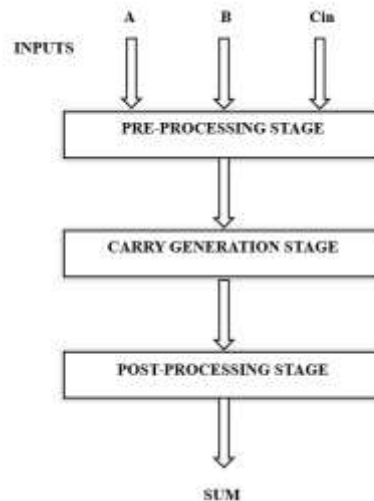 A B Cin
INPUTS
PRE-PROCESSING STAGE
CARRY GENERATION STAGE
POST-PROCESSING STAGE
SUM